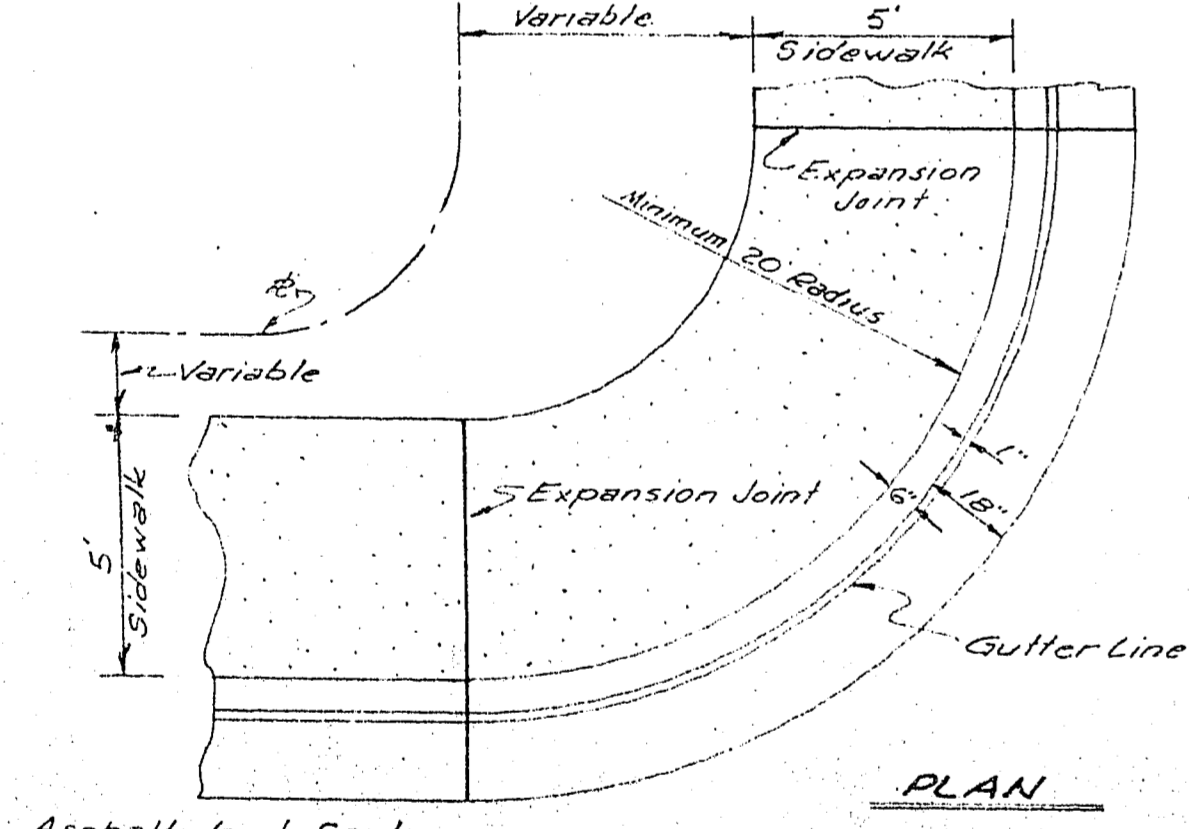 Variable
5'
Sidewalk
Expansion
Joint
Minimum 20' Radius
Variable
5'
Sidewalk
Expansion Joint
1"
6"
18"
Gutter Line
PLAN